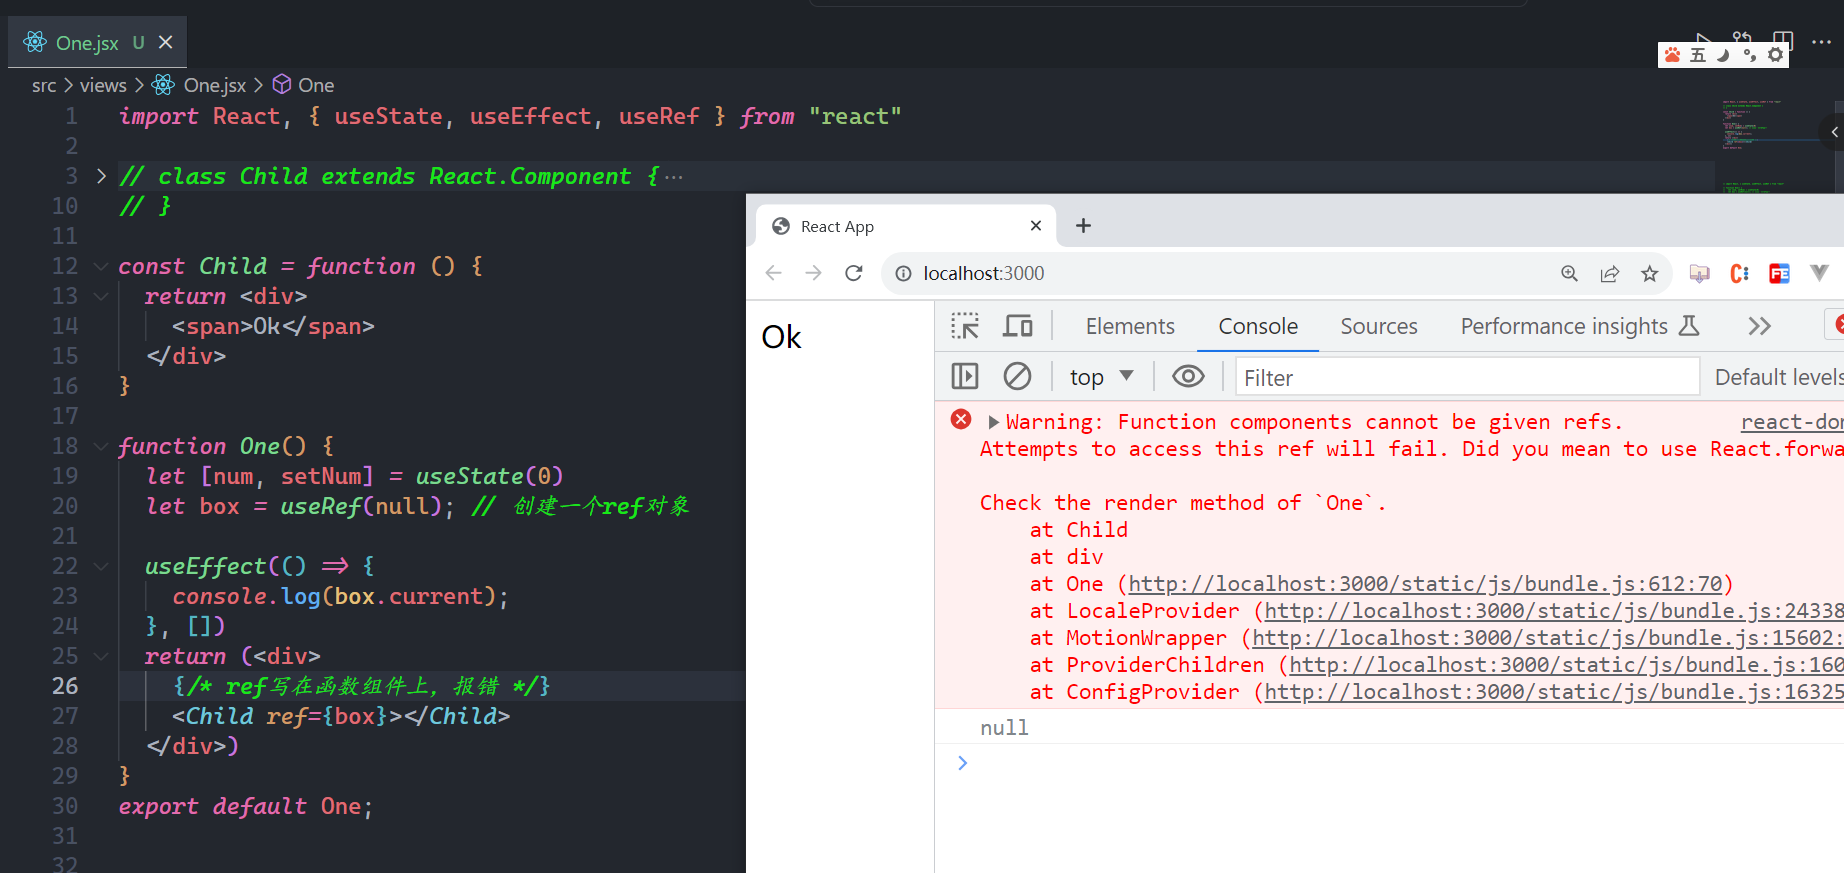 One.jsx U
src > views > One.jsx > One
1 import React, { useState, useEffect, useRef } from "react"
2
3 // class Child extends React.Component { ...
10 // }
11
12 const Child = function () {
13 return <div>
14 <span>Ok</span>
15 </div>
16 }
17
18 function One() {
19 let [num, setNum] = useState(0)
20 let box = useRef(null); // 创建一个ref对象
21
22 useEffect(() => {
23 console.log(box.current);
24 }, [])
25 return (<div>
26 {/* ref写在函数组件上，报错 */}
27 <Child ref={box}></Child>
28 </div>)
29 }
30 export default One;
31
32
五
React App
localhost:3000
Ok
Elements Console Sources Performance insights
top Filter Default levels
Warning: Function components cannot be given refs. react-dom
Attempts to access this ref will fail. Did you mean to use React.forwa
Check the render method of `One`.
at Child
at div
at One (http://localhost:3000/static/js/bundle.js:612:70)
at LocaleProvider (http://localhost:3000/static/js/bundle.js:24338
at MotionWrapper (http://localhost:3000/static/js/bundle.js:15602:
at ProviderChildren (http://localhost:3000/static/js/bundle.js:160
at ConfigProvider (http://localhost:3000/static/js/bundle.js:16325
null